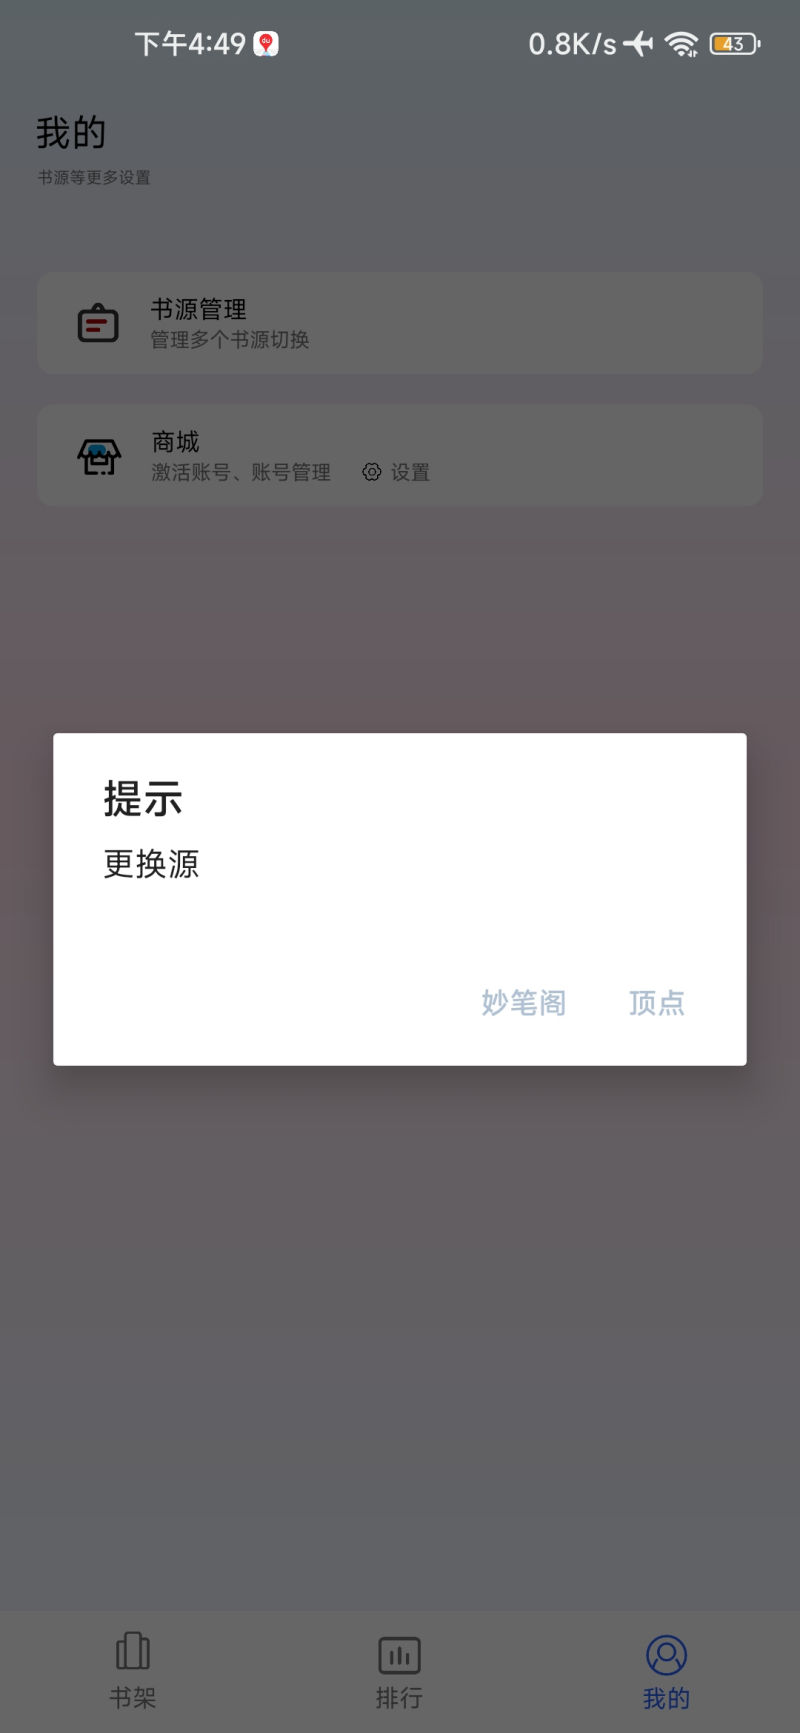 下午4:49 0.8K/s 43
我的
书源等更多设置
书源管理
管理多个书源切换
商城
激活账号、账号管理 设置
提示
更换源
妙笔阁 顶点
书架 排行 我的